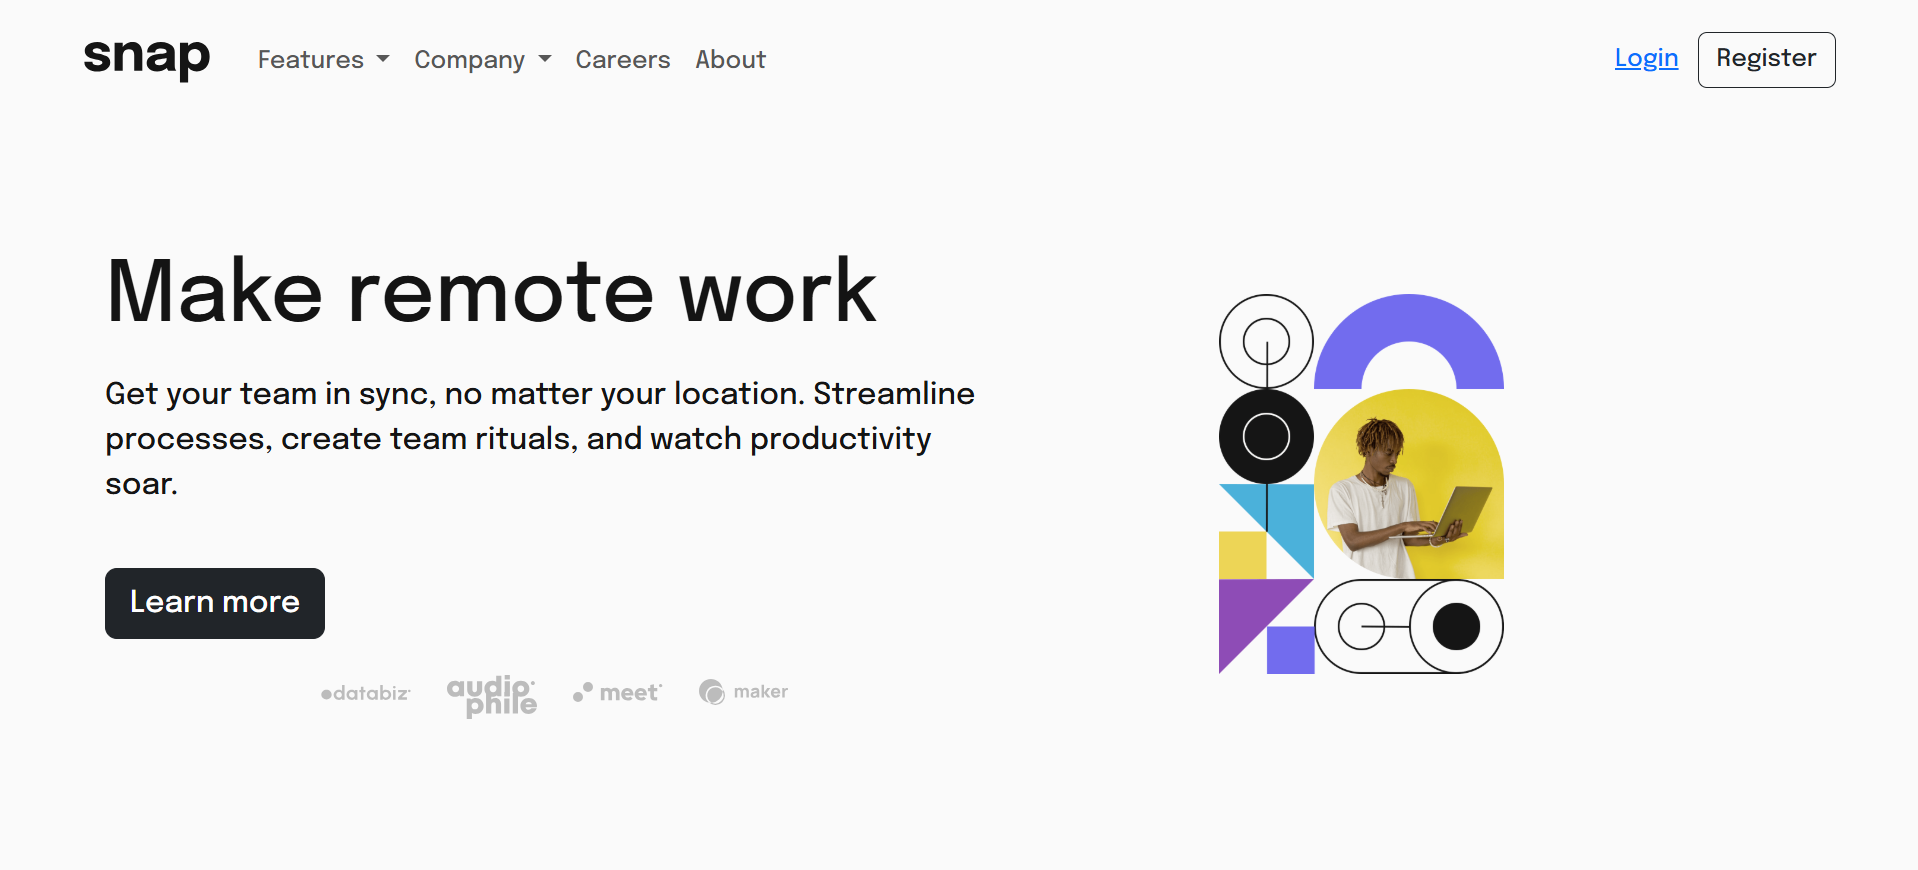 snap Features Company Careers About Login Register
Make remote work
Get your team in sync, no matter your location. Streamline
processes, create team rituals, and watch productivity
soar.
Learn more
databiz audiophile meet maker